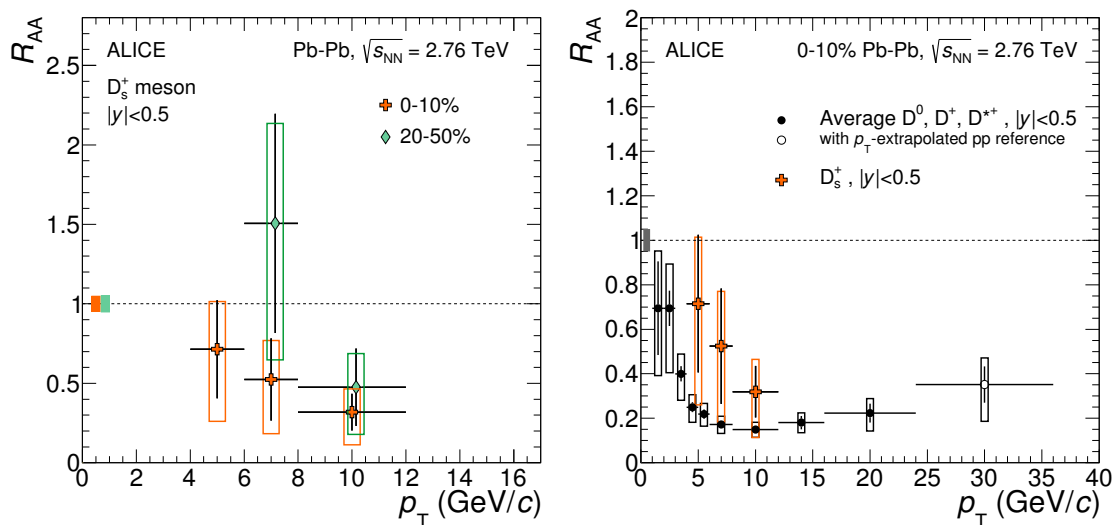 R_AA
ALICE
Pb-Pb, √s_NN = 2.76 TeV
D_s^+ meson
|y|<0.5
0-10%
20-50%
2.5
2
1.5
1
0.5
0
0 2 4 6 8 10 12 14 16
p_T (GeV/c)
R_AA
ALICE
0-10% Pb-Pb, √s_NN = 2.76 TeV
Average D^0, D^+, D^*+ , |y|<0.5
with p_T-extrapolated pp reference
D_s^+ , |y|<0.5
2
1.8
1.6
1.4
1.2
1
0.8
0.6
0.4
0.2
0
0 5 10 15 20 25 30 35 40
p_T (GeV/c)